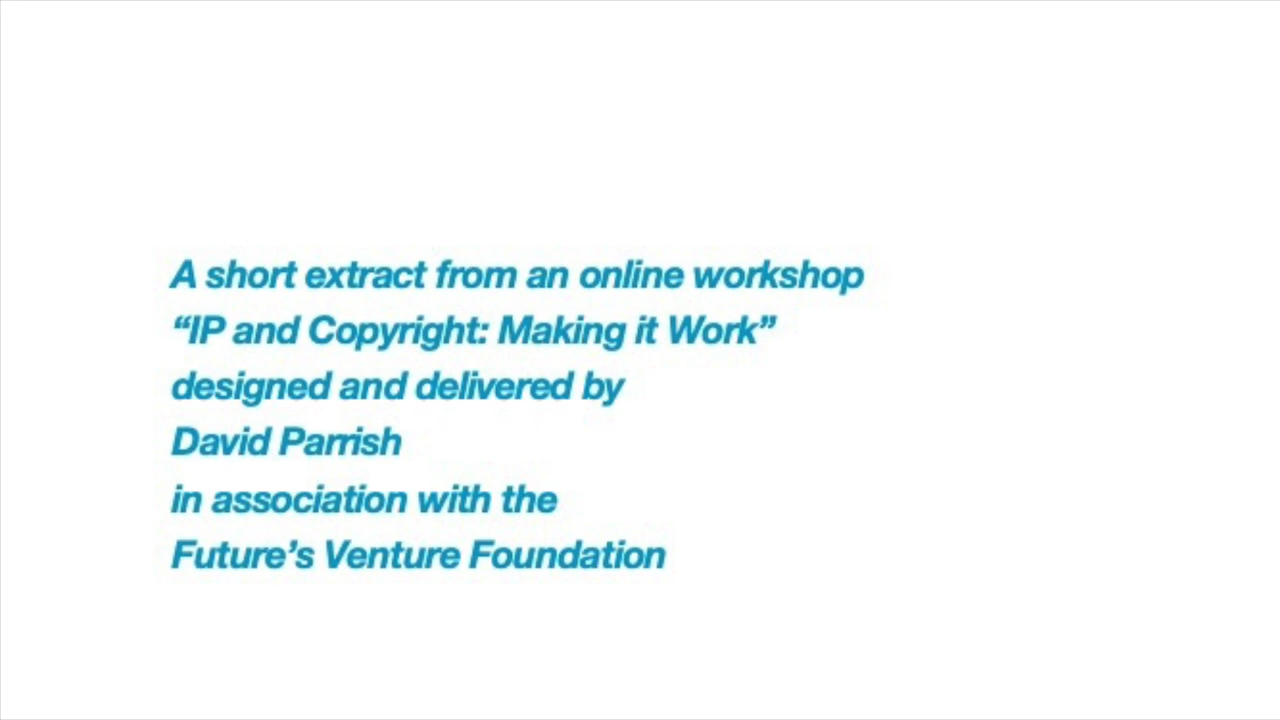 A short extract from an online workshop
“IP and Copyright: Making it Work”
designed and delivered by
David Parrish
in association with the
Future’s Venture Foundation